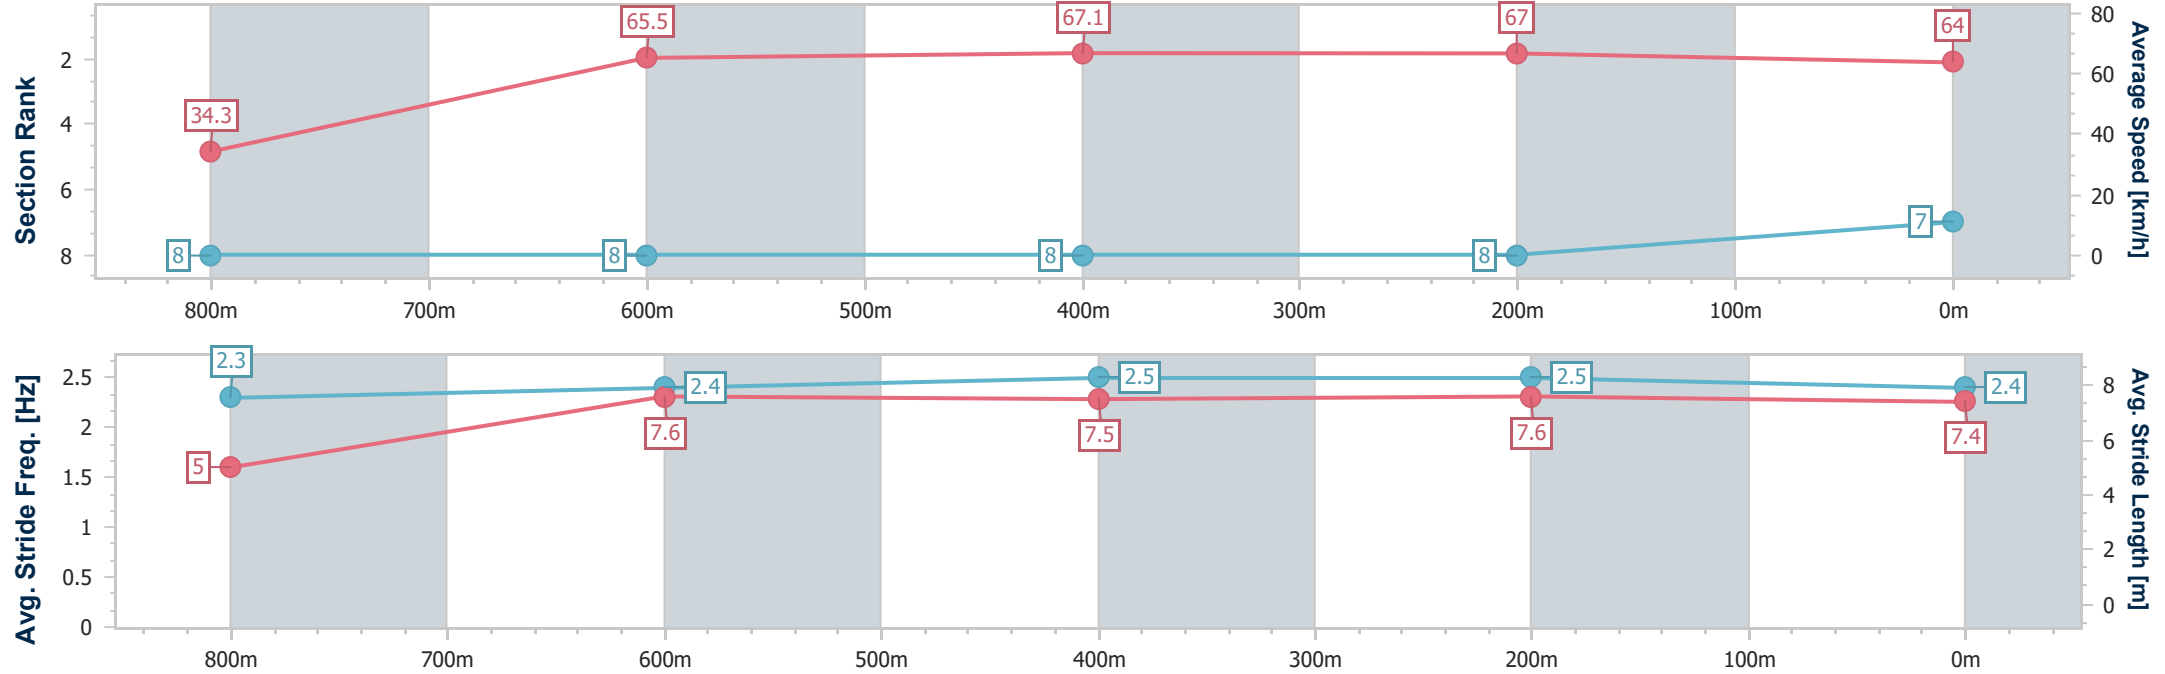 Section Rank
2
4
6
8
34.3
65.5
67.1
67
64
8
8
8
8
7
80
60
40
20
0
Average Speed [km/h]
800m
700m
600m
500m
400m
300m
200m
100m
0m
Avg. Stride Freq. [Hz]
2.5
2
1.5
1
0.5
0
2.3
2.4
2.5
2.5
2.4
5
7.6
7.5
7.6
7.4
8
6
4
2
0
Avg. Stride Length [m]
800m
700m
600m
500m
400m
300m
200m
100m
0m